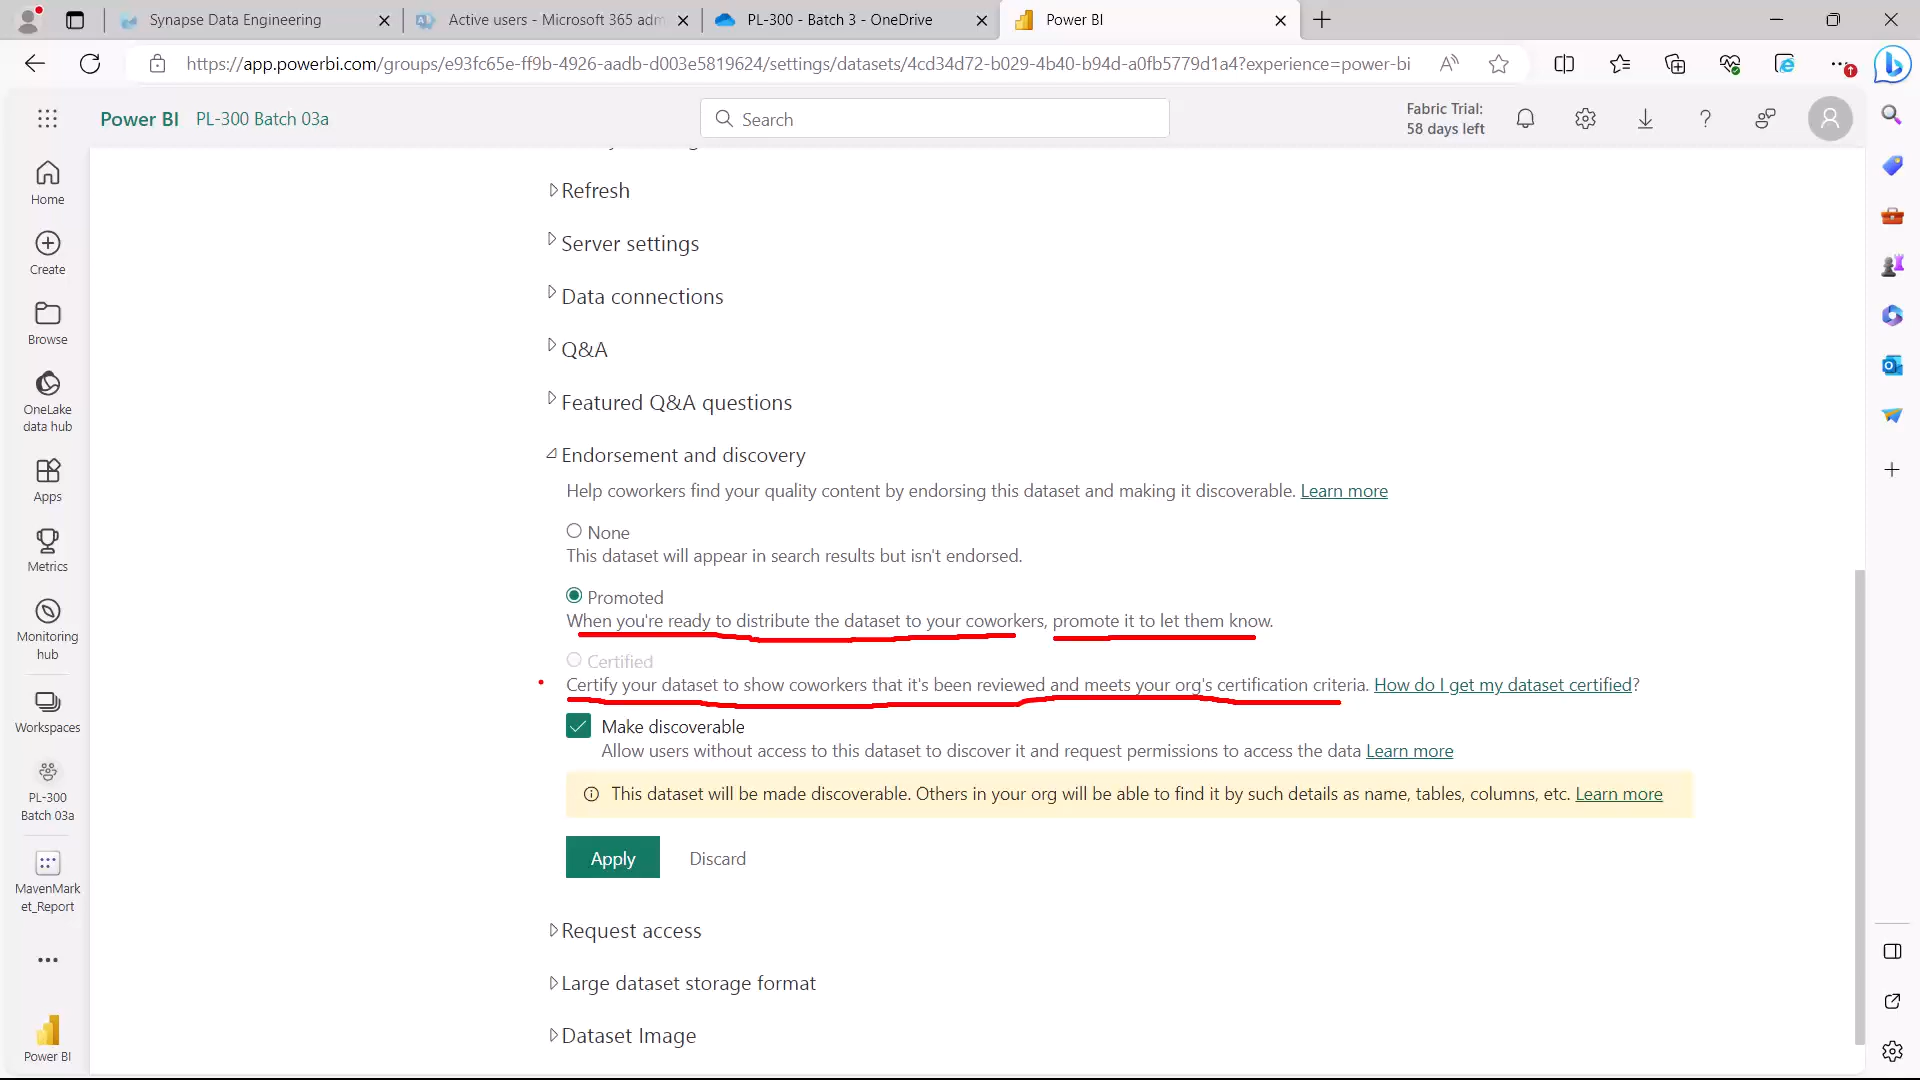 Synapse Data Engineering
Active users - Microsoft 365 adm
PL-300 - Batch 3 - OneDrive
Power BI
https://app.powerbi.com/groups/e93fc65e-ff9b-4926-aadb-d003e5819624/settings/datasets/4cd34d72-b029-4b40-b94d-a0fb5779d1a4?experience=power-bi
Power BI PL-300 Batch 03a
Search
Fabric Trial:
58 days left
Home
Create
Browse
OneLake
data hub
Apps
Metrics
Monitoring
hub
Workspaces
PL-300
Batch 03a
MavenMark
et_Report
Power BI
Refresh
Server settings
Data connections
Q&A
Featured Q&A questions
Endorsement and discovery
Help coworkers find your quality content by endorsing this dataset and making it discoverable. Learn more
None
This dataset will appear in search results but isn't endorsed.
Promoted
When you're ready to distribute the dataset to your coworkers, promote it to let them know.
Certified
Certify your dataset to show coworkers that it's been reviewed and meets your org's certification criteria. How do I get my dataset certified?
Make discoverable
Allow users without access to this dataset to discover it and request permissions to access the data Learn more
This dataset will be made discoverable. Others in your org will be able to find it by such details as name, tables, columns, etc. Learn more
Apply Discard
Request access
Large dataset storage format
Dataset Image